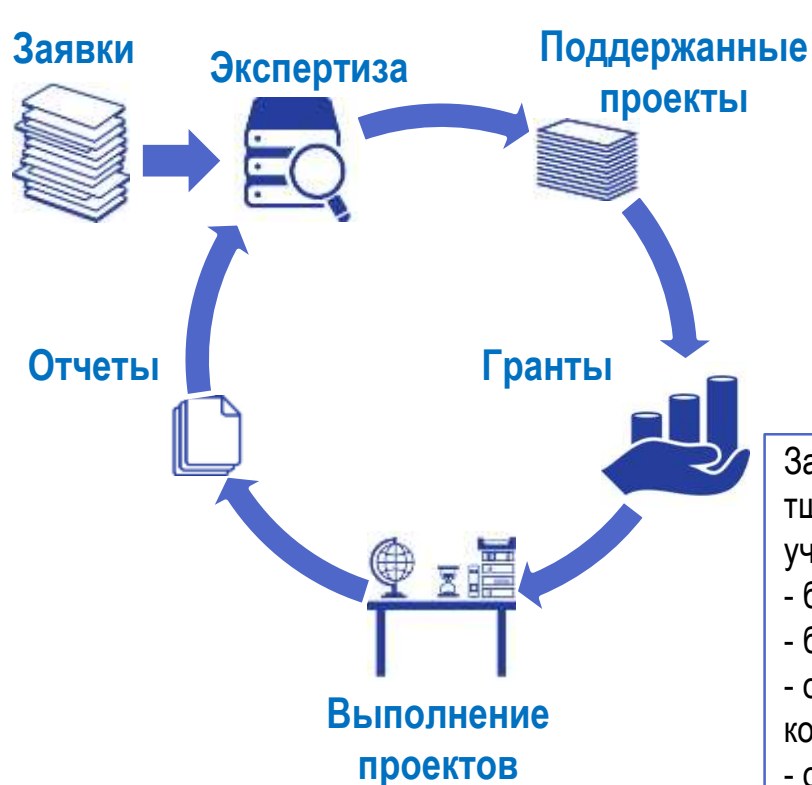 Заявки
Экспертиза
Поддержанные
проекты
Отчеты
Гранты
Выполнение
проектов